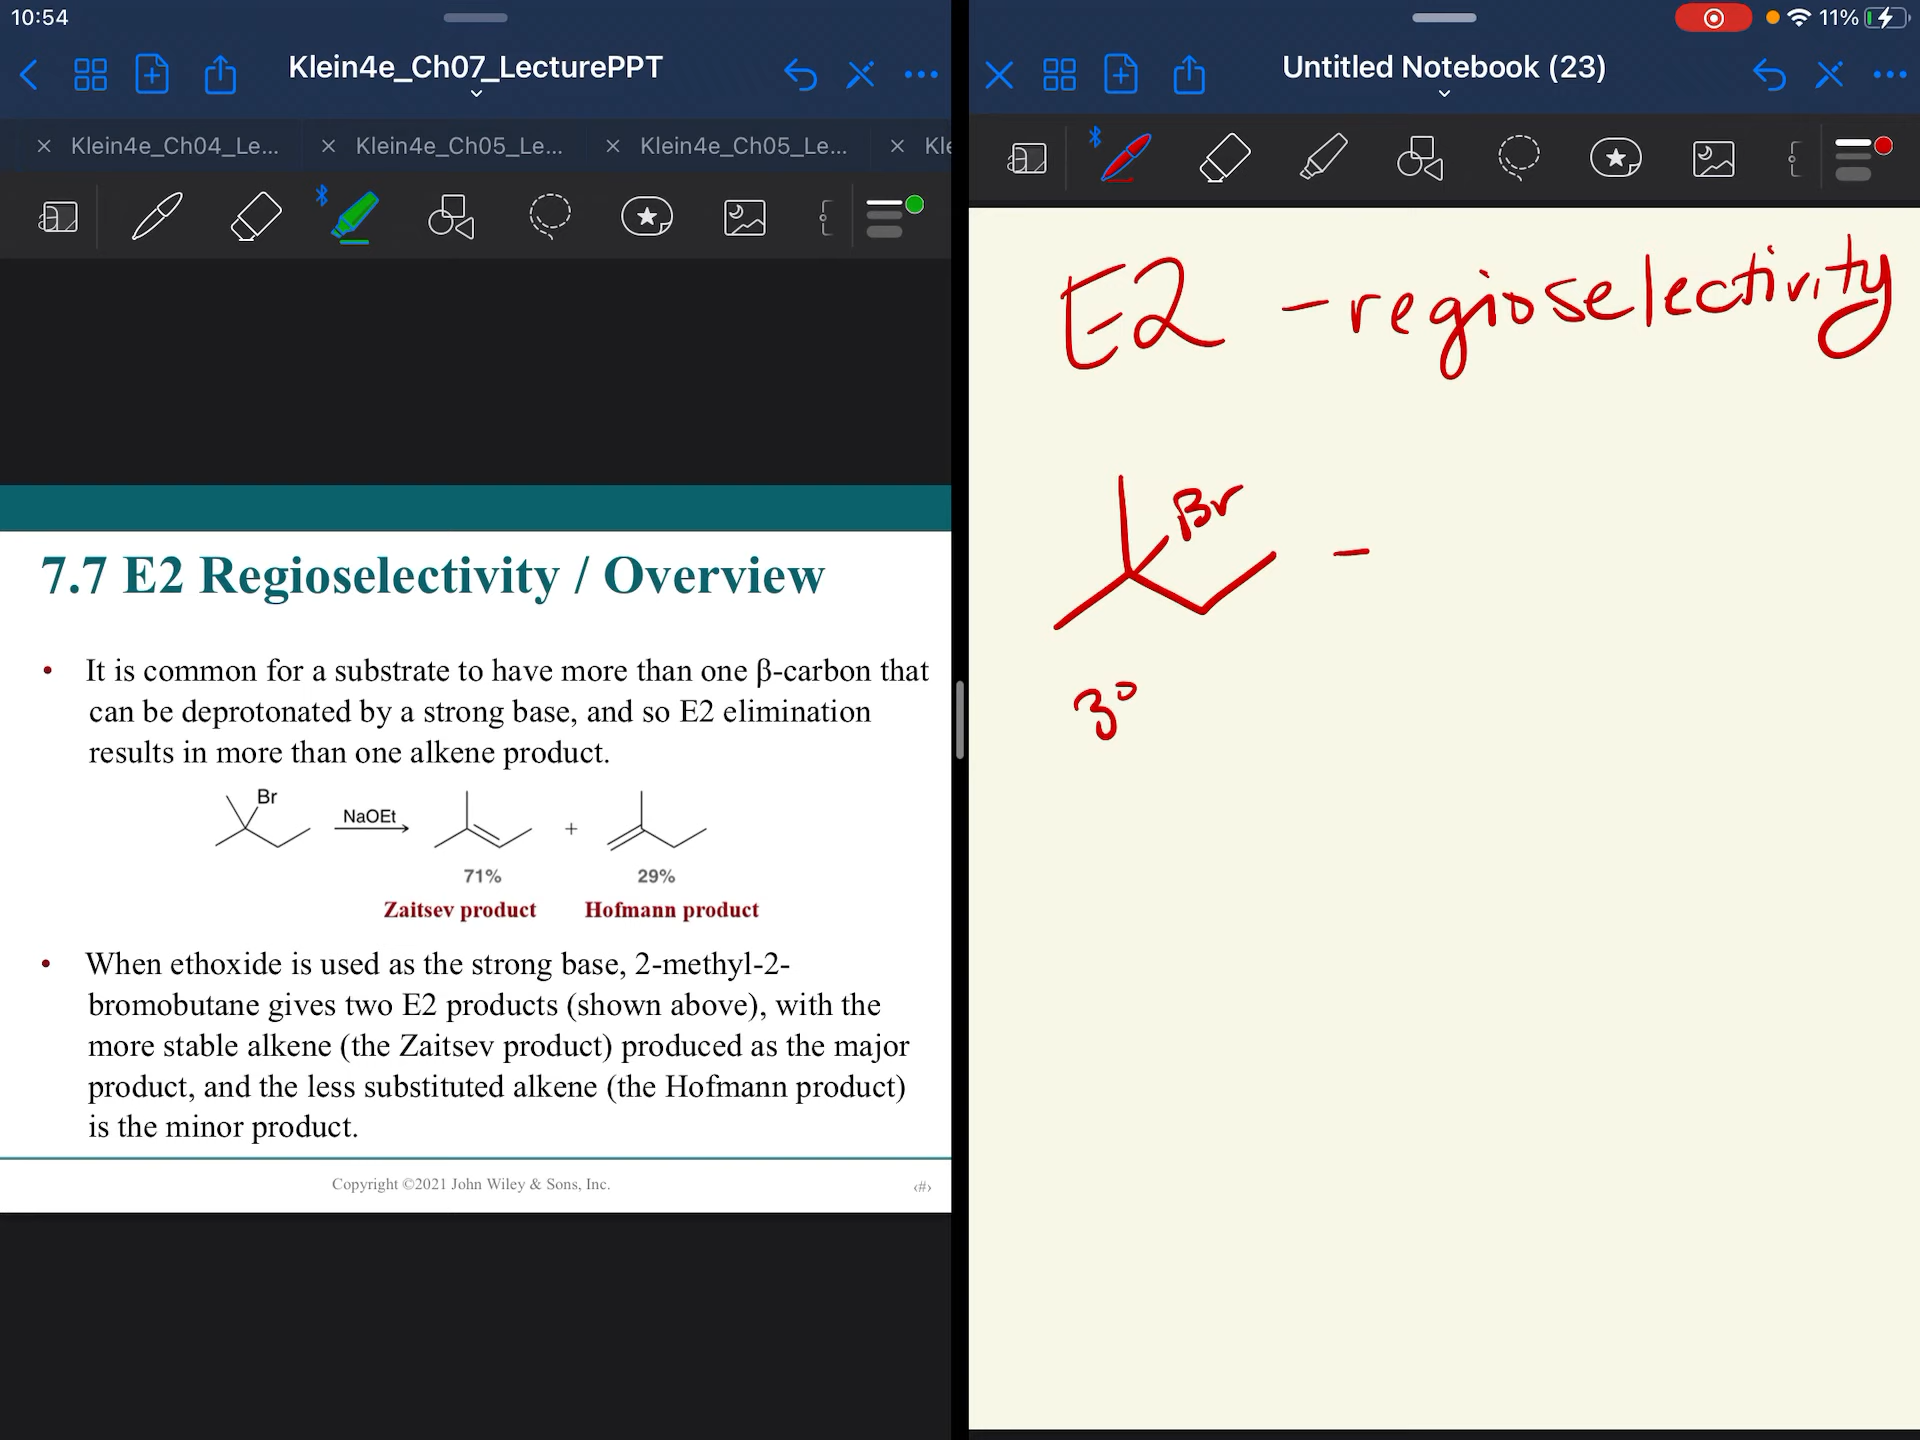 10:54
Klein4e_Ch07_LecturePPT
× Klein4e_Ch04_Le... × Klein4e_Ch05_Le... × Klein4e_Ch05_Le... × Kle
7.7 E2 Regioselectivity / Overview
• It is common for a substrate to have more than one β-carbon that
can be deprotonated by a strong base, and so E2 elimination
results in more than one alkene product.
Br
NaOEt
+
71% 29%
Zaitsev product Hofmann product
• When ethoxide is used as the strong base, 2-methyl-2-
bromobutane gives two E2 products (shown above), with the
more stable alkene (the Zaitsev product) produced as the major
product, and the less substituted alkene (the Hofmann product)
is the minor product.
Copyright ©2021 John Wiley & Sons, Inc. ‹#›
11%
Untitled Notebook (23)
E2 - regioselectivity
Br
3°